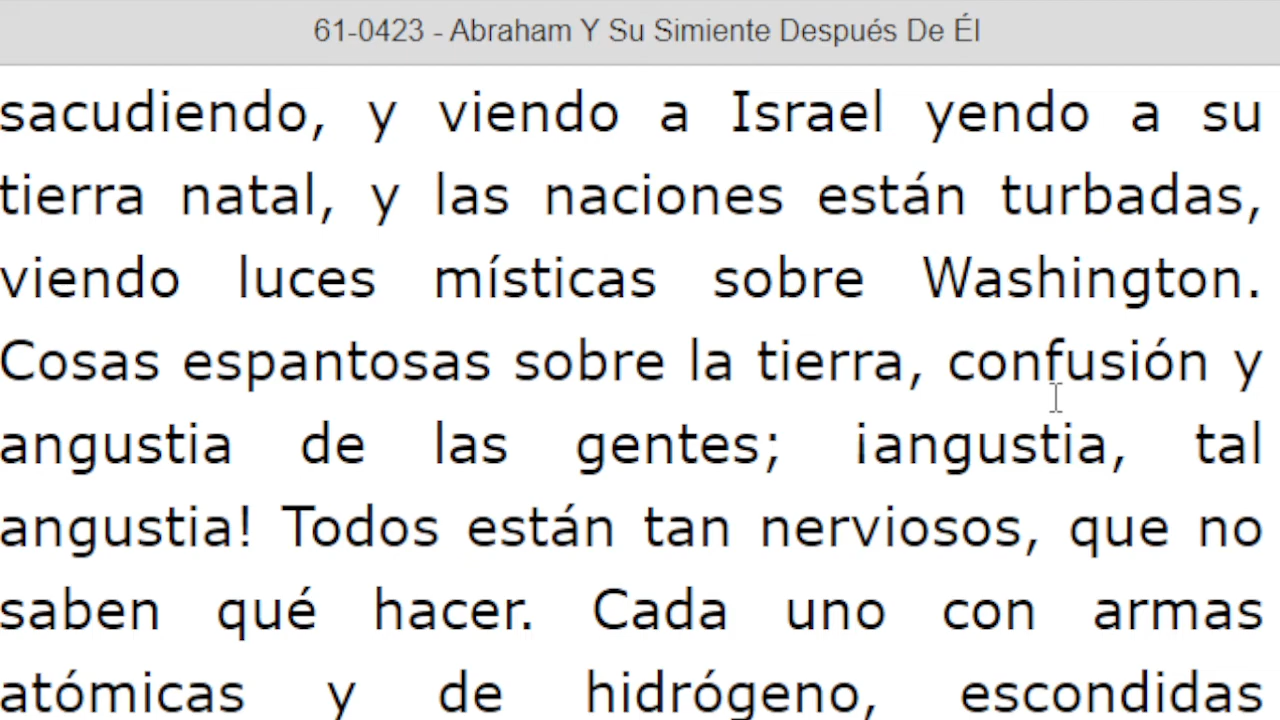 61-0423 - Abraham Y Su Simiente Después De Él
sacudiendo, y viendo a Israel yendo a su
tierra natal, y las naciones están turbadas,
viendo luces místicas sobre Washington.
Cosas espantosas sobre la tierra, confusión y
angustia de las gentes; ¡angustia, tal
angustia! Todos están tan nerviosos, que no
saben qué hacer. Cada uno con armas
atómicas y de hidrógeno, escondidas